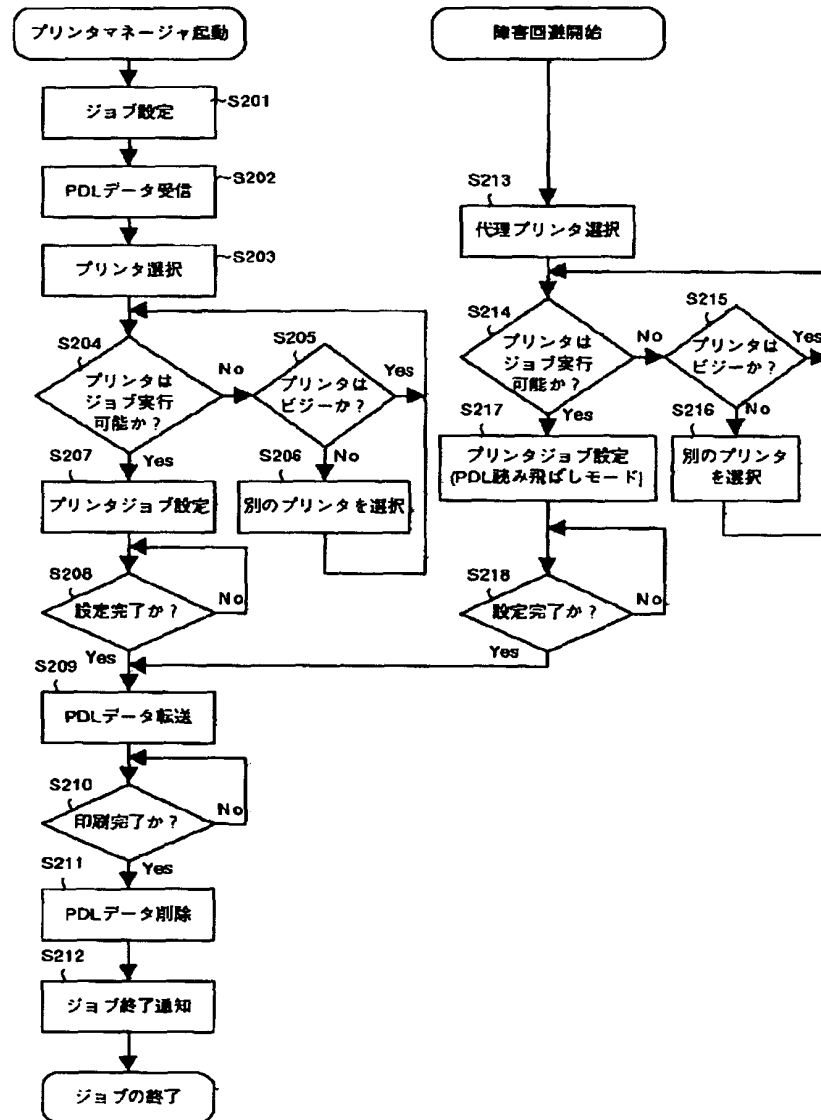 プリンタマネージャ起動
ジョブ設定
S201
PDLデータ受信
S202
プリンタ選択
S203
S204
プリンタは
ジョブ実行
可能か?
No
Yes
S205
プリンタは
ビジーか?
Yes
No
S206
別のプリンタを選択
S207
プリンタジョブ設定
S208
設定完了か?
No
Yes
S209
PDLデータ転送
S210
印刷完了か?
No
Yes
S211
PDLデータ削除
S212
ジョブ終了通知
ジョブの終了
障害回避開始
S213
代理プリンタ選択
S214
プリンタは
ジョブ実行
可能か?
No
Yes
S215
プリンタは
ビジーか?
Yes
No
S216
別のプリンタ
を選択
S217
プリンタジョブ設定
(PDL読み飛ばしモード)
S218
設定完了か?
No
Yes